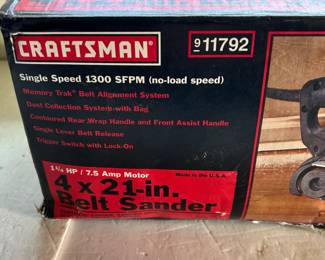 CRAFTSMAN®
9 11792
Single Speed 1300 SFPM (no-load speed)
Memory Trak® Belt Alignment System
Dust Collection System with Bag
Contoured Rear Wrap Handle and Front Assist Handle
Single Lever Belt Release
Trigger Switch with Lock-On
HP / 7.5 Amp Motor
Made in the U.S.A.
4 x 21-in.
Belt Sander